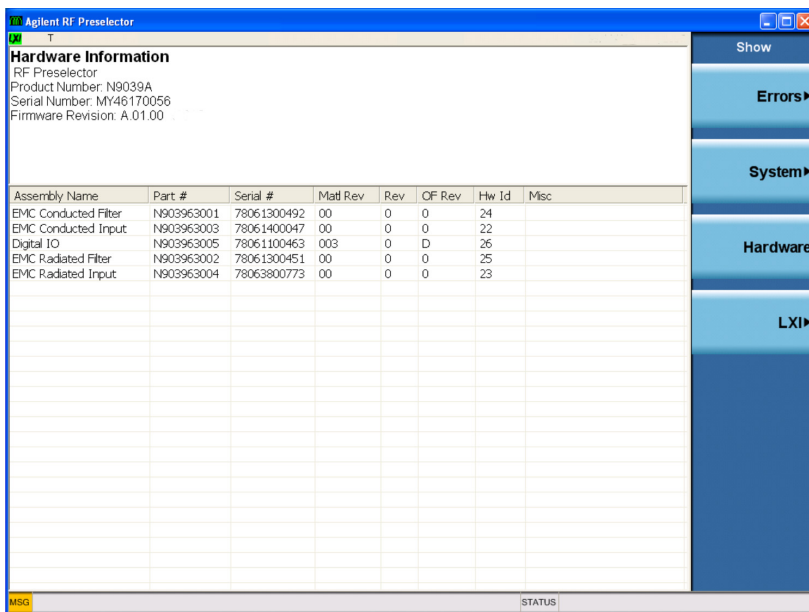 Agilent RF Preselector
LXI T
Hardware Information
RF Preselector
Product Number: N9039A
Serial Number: MY46170056
Firmware Revision: A.01.00
Assembly Name Part # Serial # Matl Rev Rev OF Rev Hw Id Misc
EMC Conducted Filter N903963001 78061300492 00 0 0 24
EMC Conducted Input N903963003 78061400047 00 0 0 22
Digital IO N903963005 78061100463 003 0 D 26
EMC Radiated Filter N903963002 78061300451 00 0 0 25
EMC Radiated Input N903963004 78063800773 00 0 0 23
Show
Errors
System
Hardware
LXI
MSG STATUS